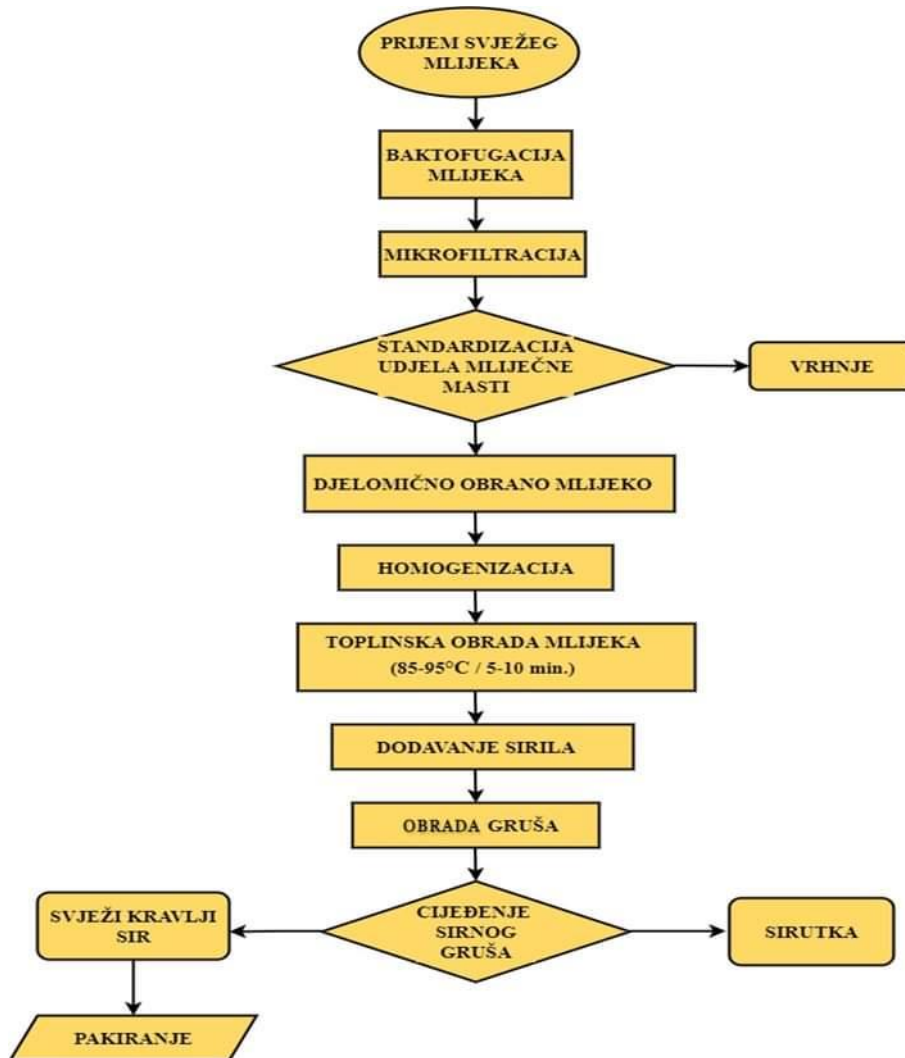 PRIJEM SVJEŽEG
MLIJEKA
BAKTOFUGACIJA
MLIJEKA
MIKROFILTRACIJA
STANDARDIZACIJA
UDJELA MLIJEČNE
MASTI
VRHNJE
DJELOMIČNO OBRANO MLIJEKO
HOMOGENIZACIJA
TOPLINSKA OBRADA MLIJEKA
(85-95°C / 5-10 min.)
DODAVANJE SIRILA
OBRADA GRUŠA
CIJEĐENJE
SIRNOG
GRUŠA
SVJEŽI KRAVLJI
SIR
SIRUTKA
PAKIRANJE